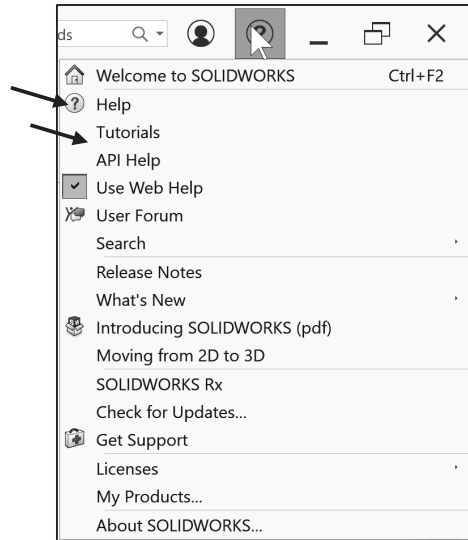 ds
Welcome to SOLIDWORKS Ctrl+F2
? Help
Tutorials
API Help
Use Web Help
User Forum
Search
Release Notes
What's New
Introducing SOLIDWORKS (pdf)
Moving from 2D to 3D
SOLIDWORKS Rx
Check for Updates...
Get Support
Licenses
My Products...
About SOLIDWORKS...